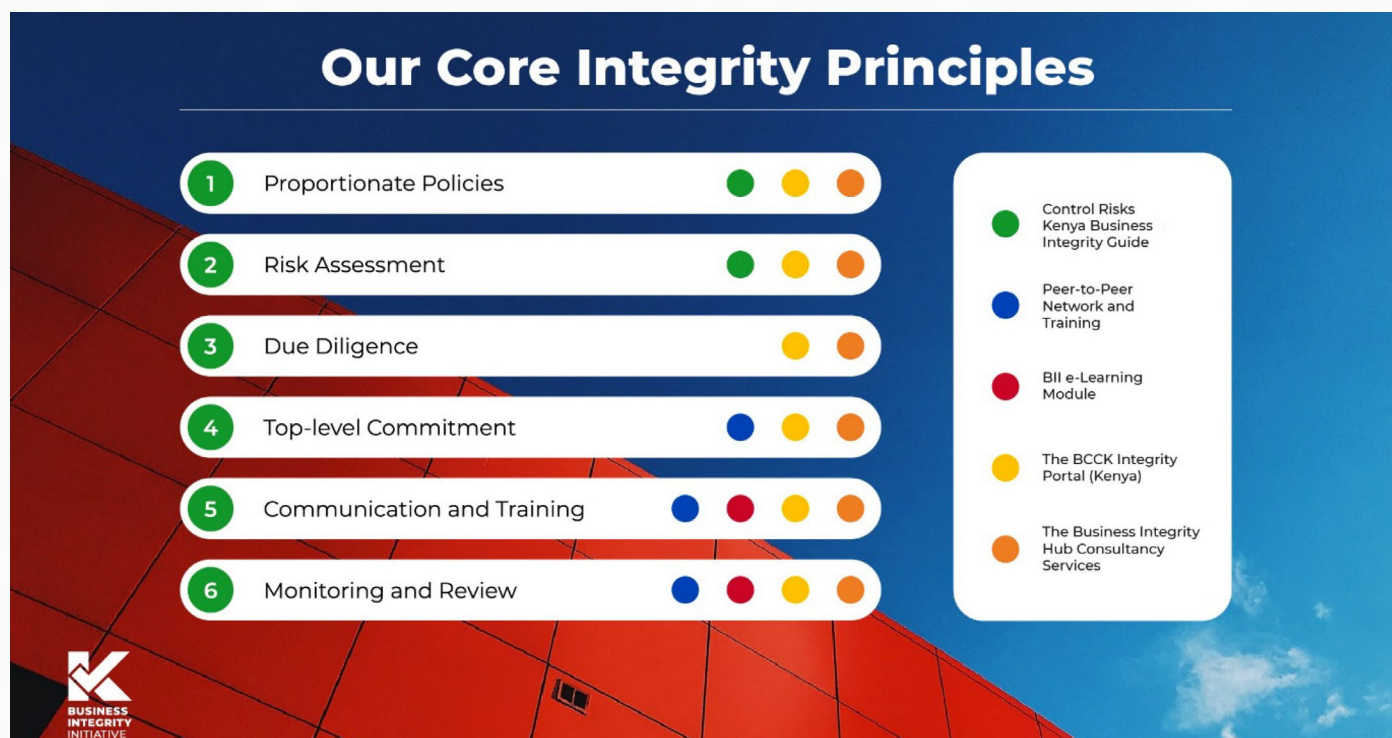 Our Core Integrity Principles
1 Proportionate Policies
2 Risk Assessment
3 Due Diligence
4 Top-level Commitment
5 Communication and Training
6 Monitoring and Review
Control Risks
Kenya Business
Integrity Guide
Peer-to-Peer
Network and
Training
BII e-Learning
Module
The BCCK Integrity
Portal (Kenya)
The Business Integrity
Hub Consultancy
Services
BUSINESS
INTEGRITY
INITIATIVE